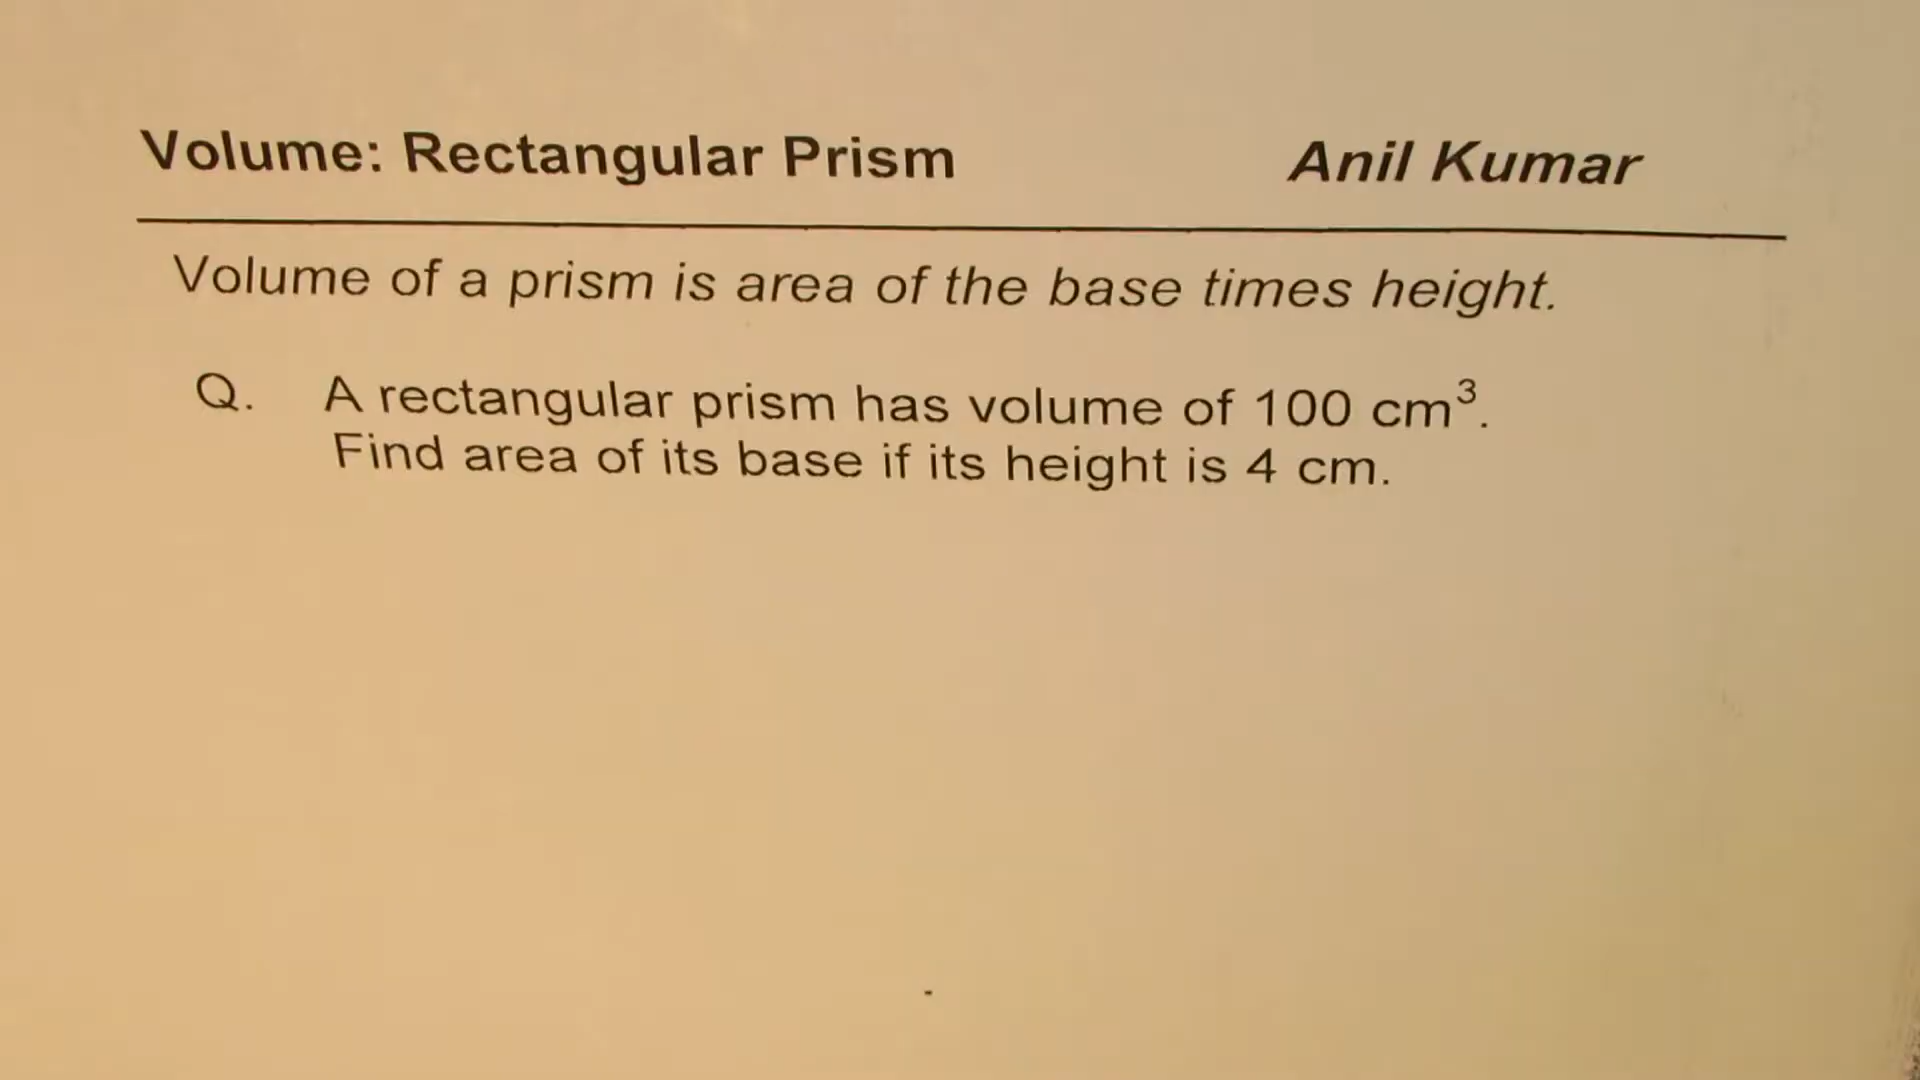 Volume: Rectangular Prism Anil Kumar
Volume of a prism is area of the base times height.
Q. A rectangular prism has volume of 100 cm³.
Find area of its base if its height is 4 cm.